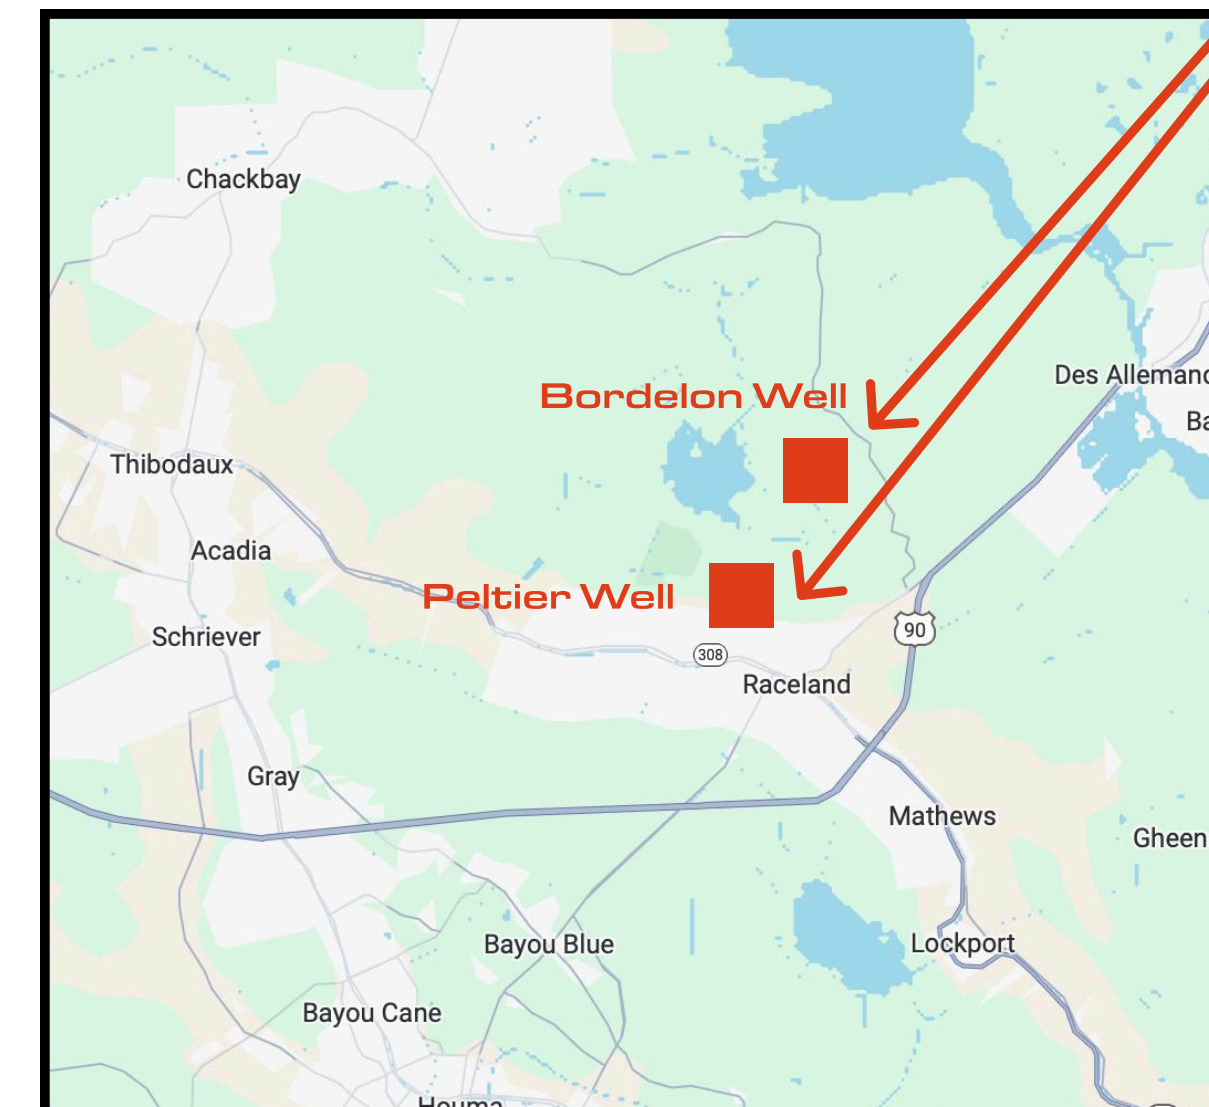 Chackbay
Des Allemand
Bordelon Well
Ba
Thibodaux
Acadia
Peltier Well
90
Schriever
308
Raceland
Gray
Mathews
Gheen
Bayou Blue
Lockport
Bayou Cane
Houma